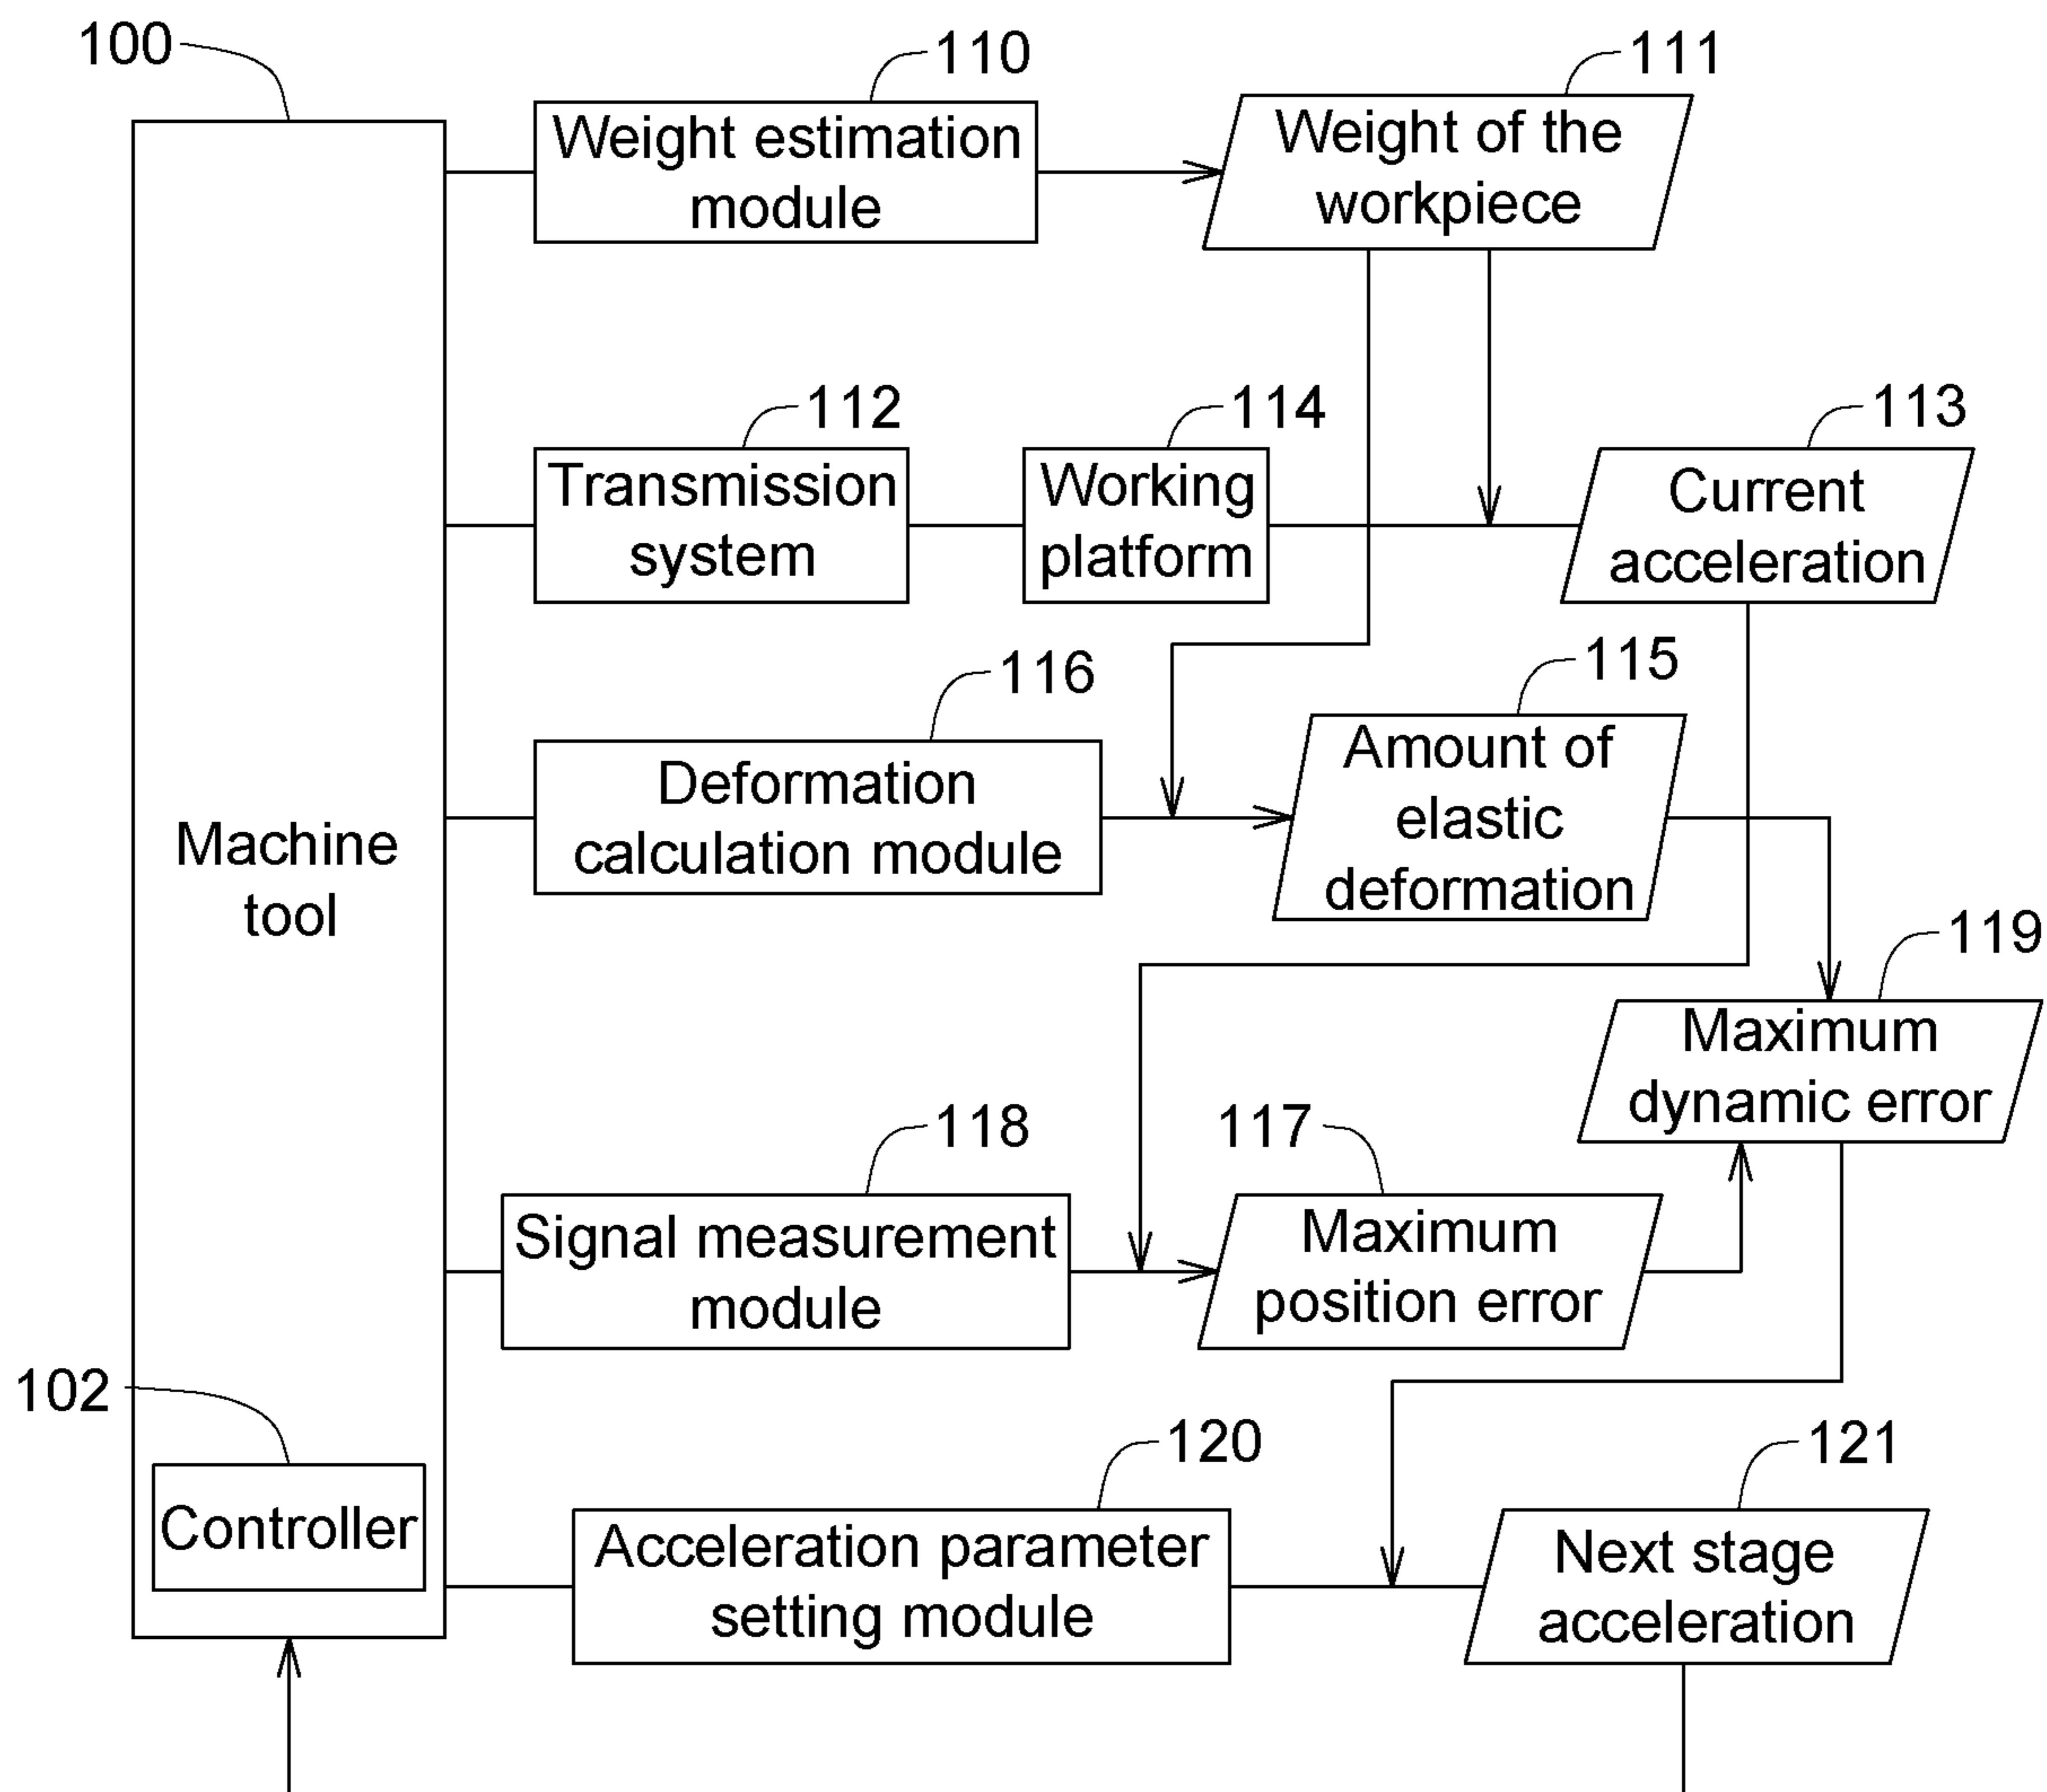 100
110
111
Weight estimation
module
Weight of the
workpiece
112
114
113
Transmission
system
Working
platform
Current
acceleration
116
115
Deformation
calculation module
Amount of
elastic
deformation
Machine
tool
119
Maximum
dynamic error
118
117
Signal measurement
module
Maximum
position error
102
Controller
120
121
Acceleration parameter
setting module
Next stage
acceleration